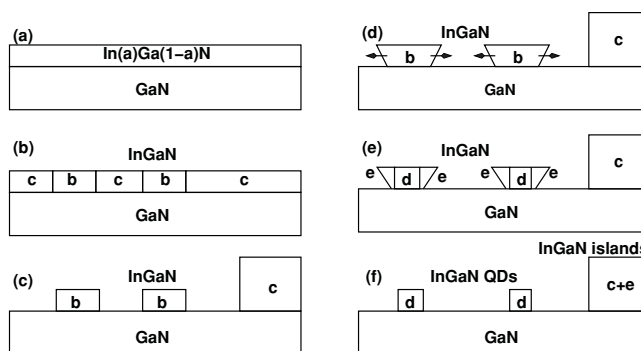 (a)
In(a)Ga(1−a)N
GaN
(b)
InGaN
c b c b c
GaN
(c)
InGaN
b b c
GaN
(d)
InGaN
b b c
GaN
(e)
InGaN
e d e e d e c
GaN
InGaN islands
(f)
InGaN QDs
d d c+e
GaN